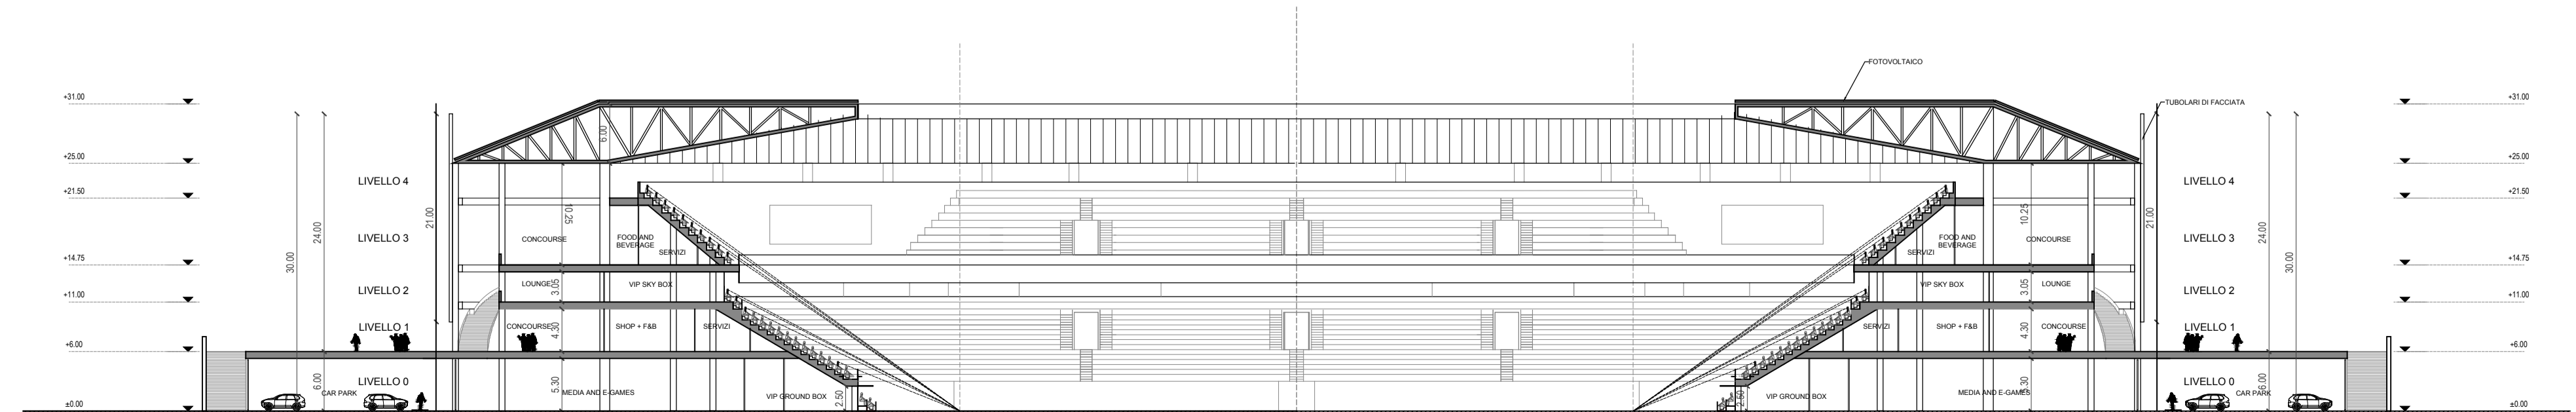 FOTOVOLTAICO
+31.00
+31.00
TUBOLARI DI FACCIATA
6.00
+25.00
+25.00
LIVELLO 4
LIVELLO 4
+21.50
+21.50
21.00
10.25
10.25
21.00
24.00
24.00
LIVELLO 3
CONCOURSE
FOOD AND
BEVERAGE
SERVIZI
FOOD AND
BEVERAGE
SERVIZI
CONCOURSE
LIVELLO 3
30.00
30.00
+14.75
+14.75
LIVELLO 2
LOUNGE
3.05
VIP SKY BOX
VIP SKY BOX
3.05
LOUNGE
LIVELLO 2
+11.00
+11.00
LIVELLO 1
CONCOURSE
4.30
SHOP + F&B
SERVIZI
SERVIZI
SHOP + F&B
4.30
CONCOURSE
LIVELLO 1
+6.00
+6.00
LIVELLO 0
6.00
CAR PARK
5.30
MEDIA AND E-GAMES
VIP GROUND BOX
2.50
2.50
VIP GROUND BOX
MEDIA AND E-GAMES
5.30
LIVELLO 0
6.00
CAR PARK
±0.00
±0.00